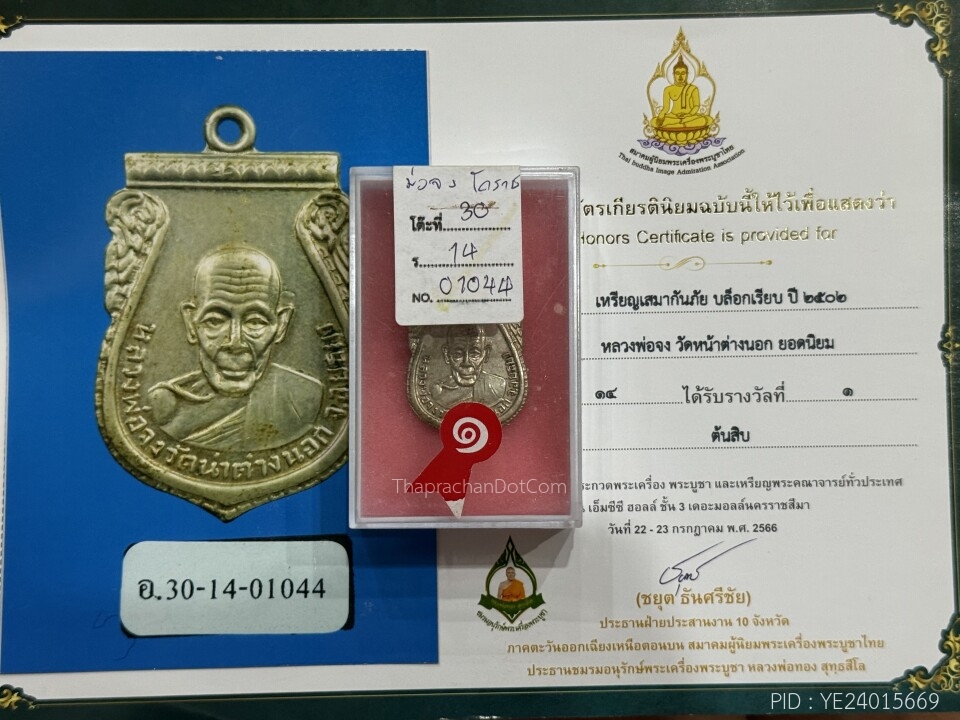 หลวงพ่อจงวัดหน้าต่างนอก
อ.30-14-01044
โคราช
โต๊ะที่ 30
ร. 14
NO. 01044
ThaprachanDotCom
สมาคมผู้นิยมพระเครื่องพระบูชาไทย
Thai buddha Image Admiration Association
ตรเกียรตินิยมฉบับนี้ให้ไว้เพื่อแสดงว่า
Honors Certificate is provided for
เหรียญเสมากันภัย บล็อกเรียบ ปี ๒๕๐๒
หลวงพ่อจง วัดหน้าต่างนอก ยอดนิยม
๑๔ ได้รับรางวัลที่ ๑
ต้นสิบ
ะกวดพระเครื่อง พระบูชา และเหรียญพระคณาจารย์ทั่วประเทศ
เอ็มซีซี ฮอลล์ ชั้น 3 เดอะมอลล์นครราชสีมา
วันที่ 22 - 23 กรกฎาคม พ.ศ. 2566
(ชยุต ธันศรีชัย)
ประธานฝ่ายประสานงาน 10 จังหวัด
ภาคตะวันออกเฉียงเหนือตอนบน สมาคมผู้นิยมพระเครื่องพระบูชาไทย
ประธานชมรมอนุรักษ์พระเครื่องพระบูชา หลวงพ่อทอง สุทฺธสีโล
PID : YE24015669